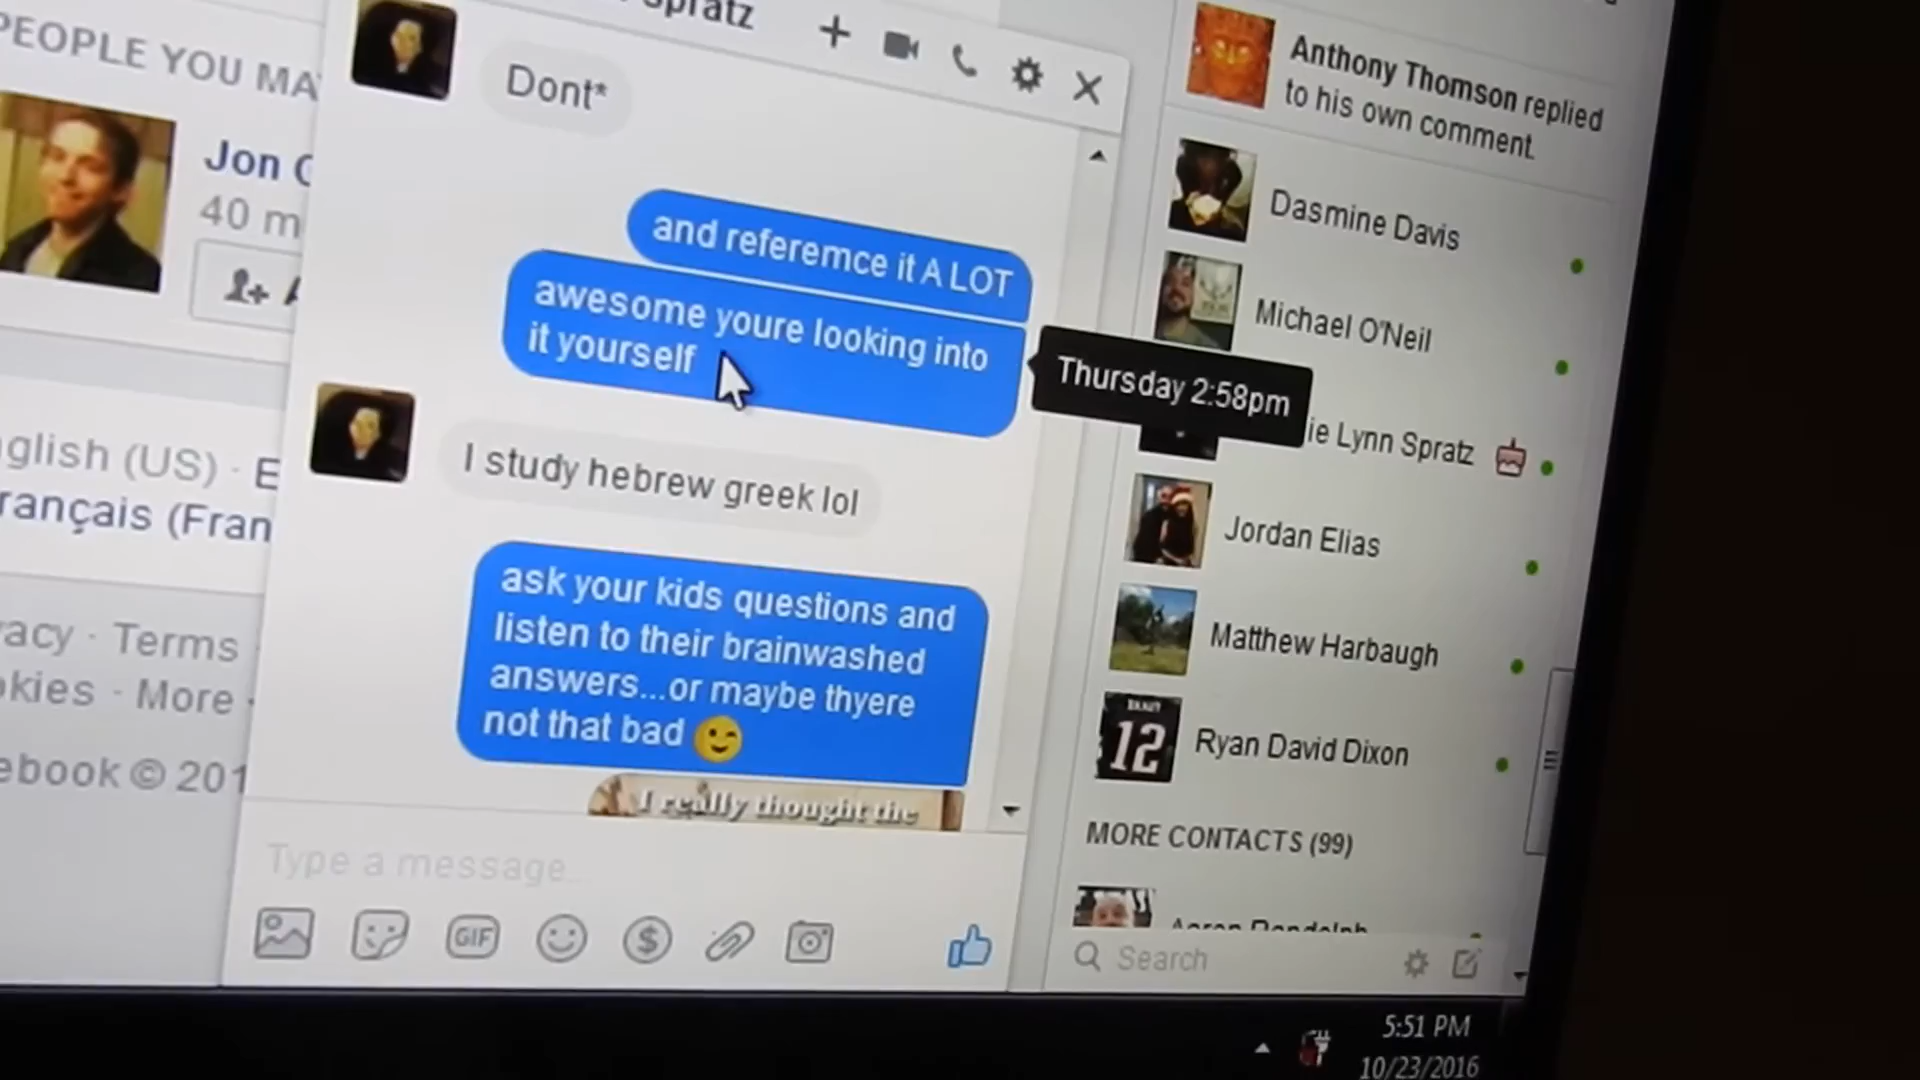 PEOPLE YOU MA
Jon
40 m
glish (US) · E
rançais (Fran
acy · Terms
kies · More ·
ebook © 201
Spratz
Dont*
and referemce it A LOT
awesome youre looking into
it yourself
Thursday 2:58pm
I study hebrew greek lol
ask your kids questions and
listen to their brainwashed
answers...or maybe thyere
not that bad 😉
I really thought the
Type a message...
GIF
$
Anthony Thomson replied
to his own comment.
Dasmine Davis
Michael O'Neil
ie Lynn Spratz
Jordan Elias
Matthew Harbaugh
12
Ryan David Dixon
MORE CONTACTS (99)
Search
5:51 PM
10/23/2016